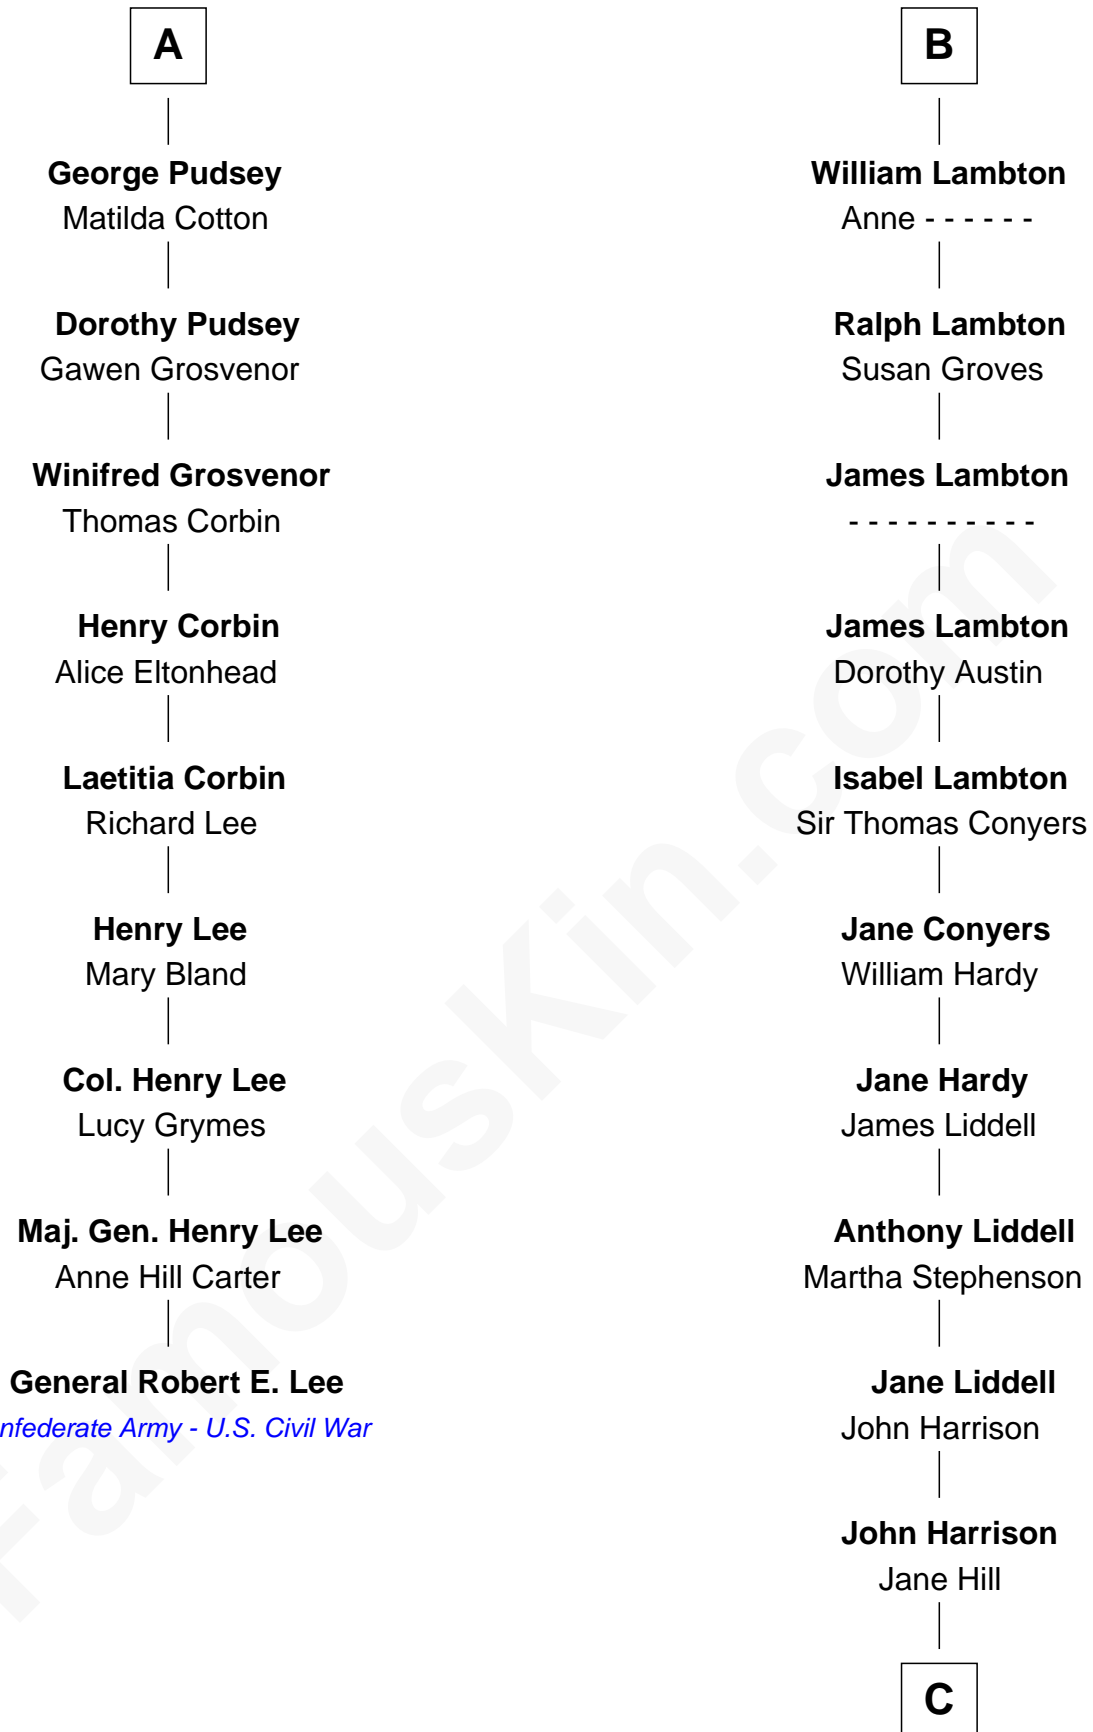 A
George Pudsey
Matilda Cotton
Dorothy Pudsey
Gawen Grosvenor
Winifred Grosvenor
Thomas Corbin
Henry Corbin
Alice Eltonhead
Laetitia Corbin
Richard Lee
Henry Lee
Mary Bland
Col. Henry Lee
Lucy Grymes
Maj. Gen. Henry Lee
Anne Hill Carter
General Robert E. Lee
nfederate Army - U.S. Civil War
B
William Lambton
Anne - - - - - -
Ralph Lambton
Susan Groves
James Lambton
- - - - - - - - - -
James Lambton
Dorothy Austin
Isabel Lambton
Sir Thomas Conyers
Jane Conyers
William Hardy
Jane Hardy
James Liddell
Anthony Liddell
Martha Stephenson
Jane Liddell
John Harrison
John Harrison
Jane Hill
C
FamousKin.com